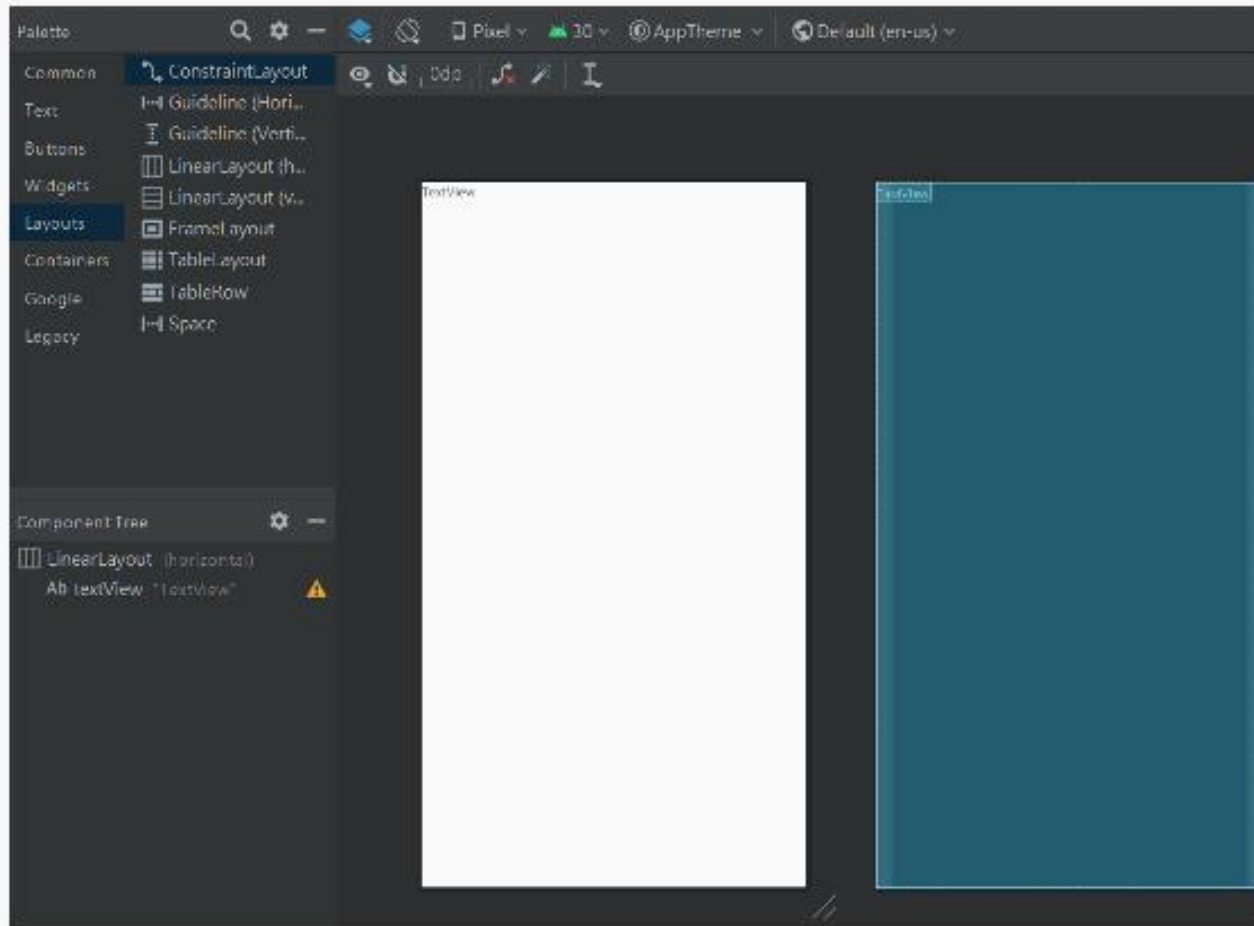 Palette
Pixel
30
AppTheme
Default (en-us)
Common
Text
Buttons
Widgets
Layouts
Containers
Google
Legacy
ConstraintLayout
Guideline (Hori...
Guideline (Verti...
LinearLayout (h...
LinearLayout (v...
FrameLayout
TableLayout
TableRow
Space
0dp
TextView
TextView
Component Tree
LinearLayout (horizontal)
Ab textView "TextView"